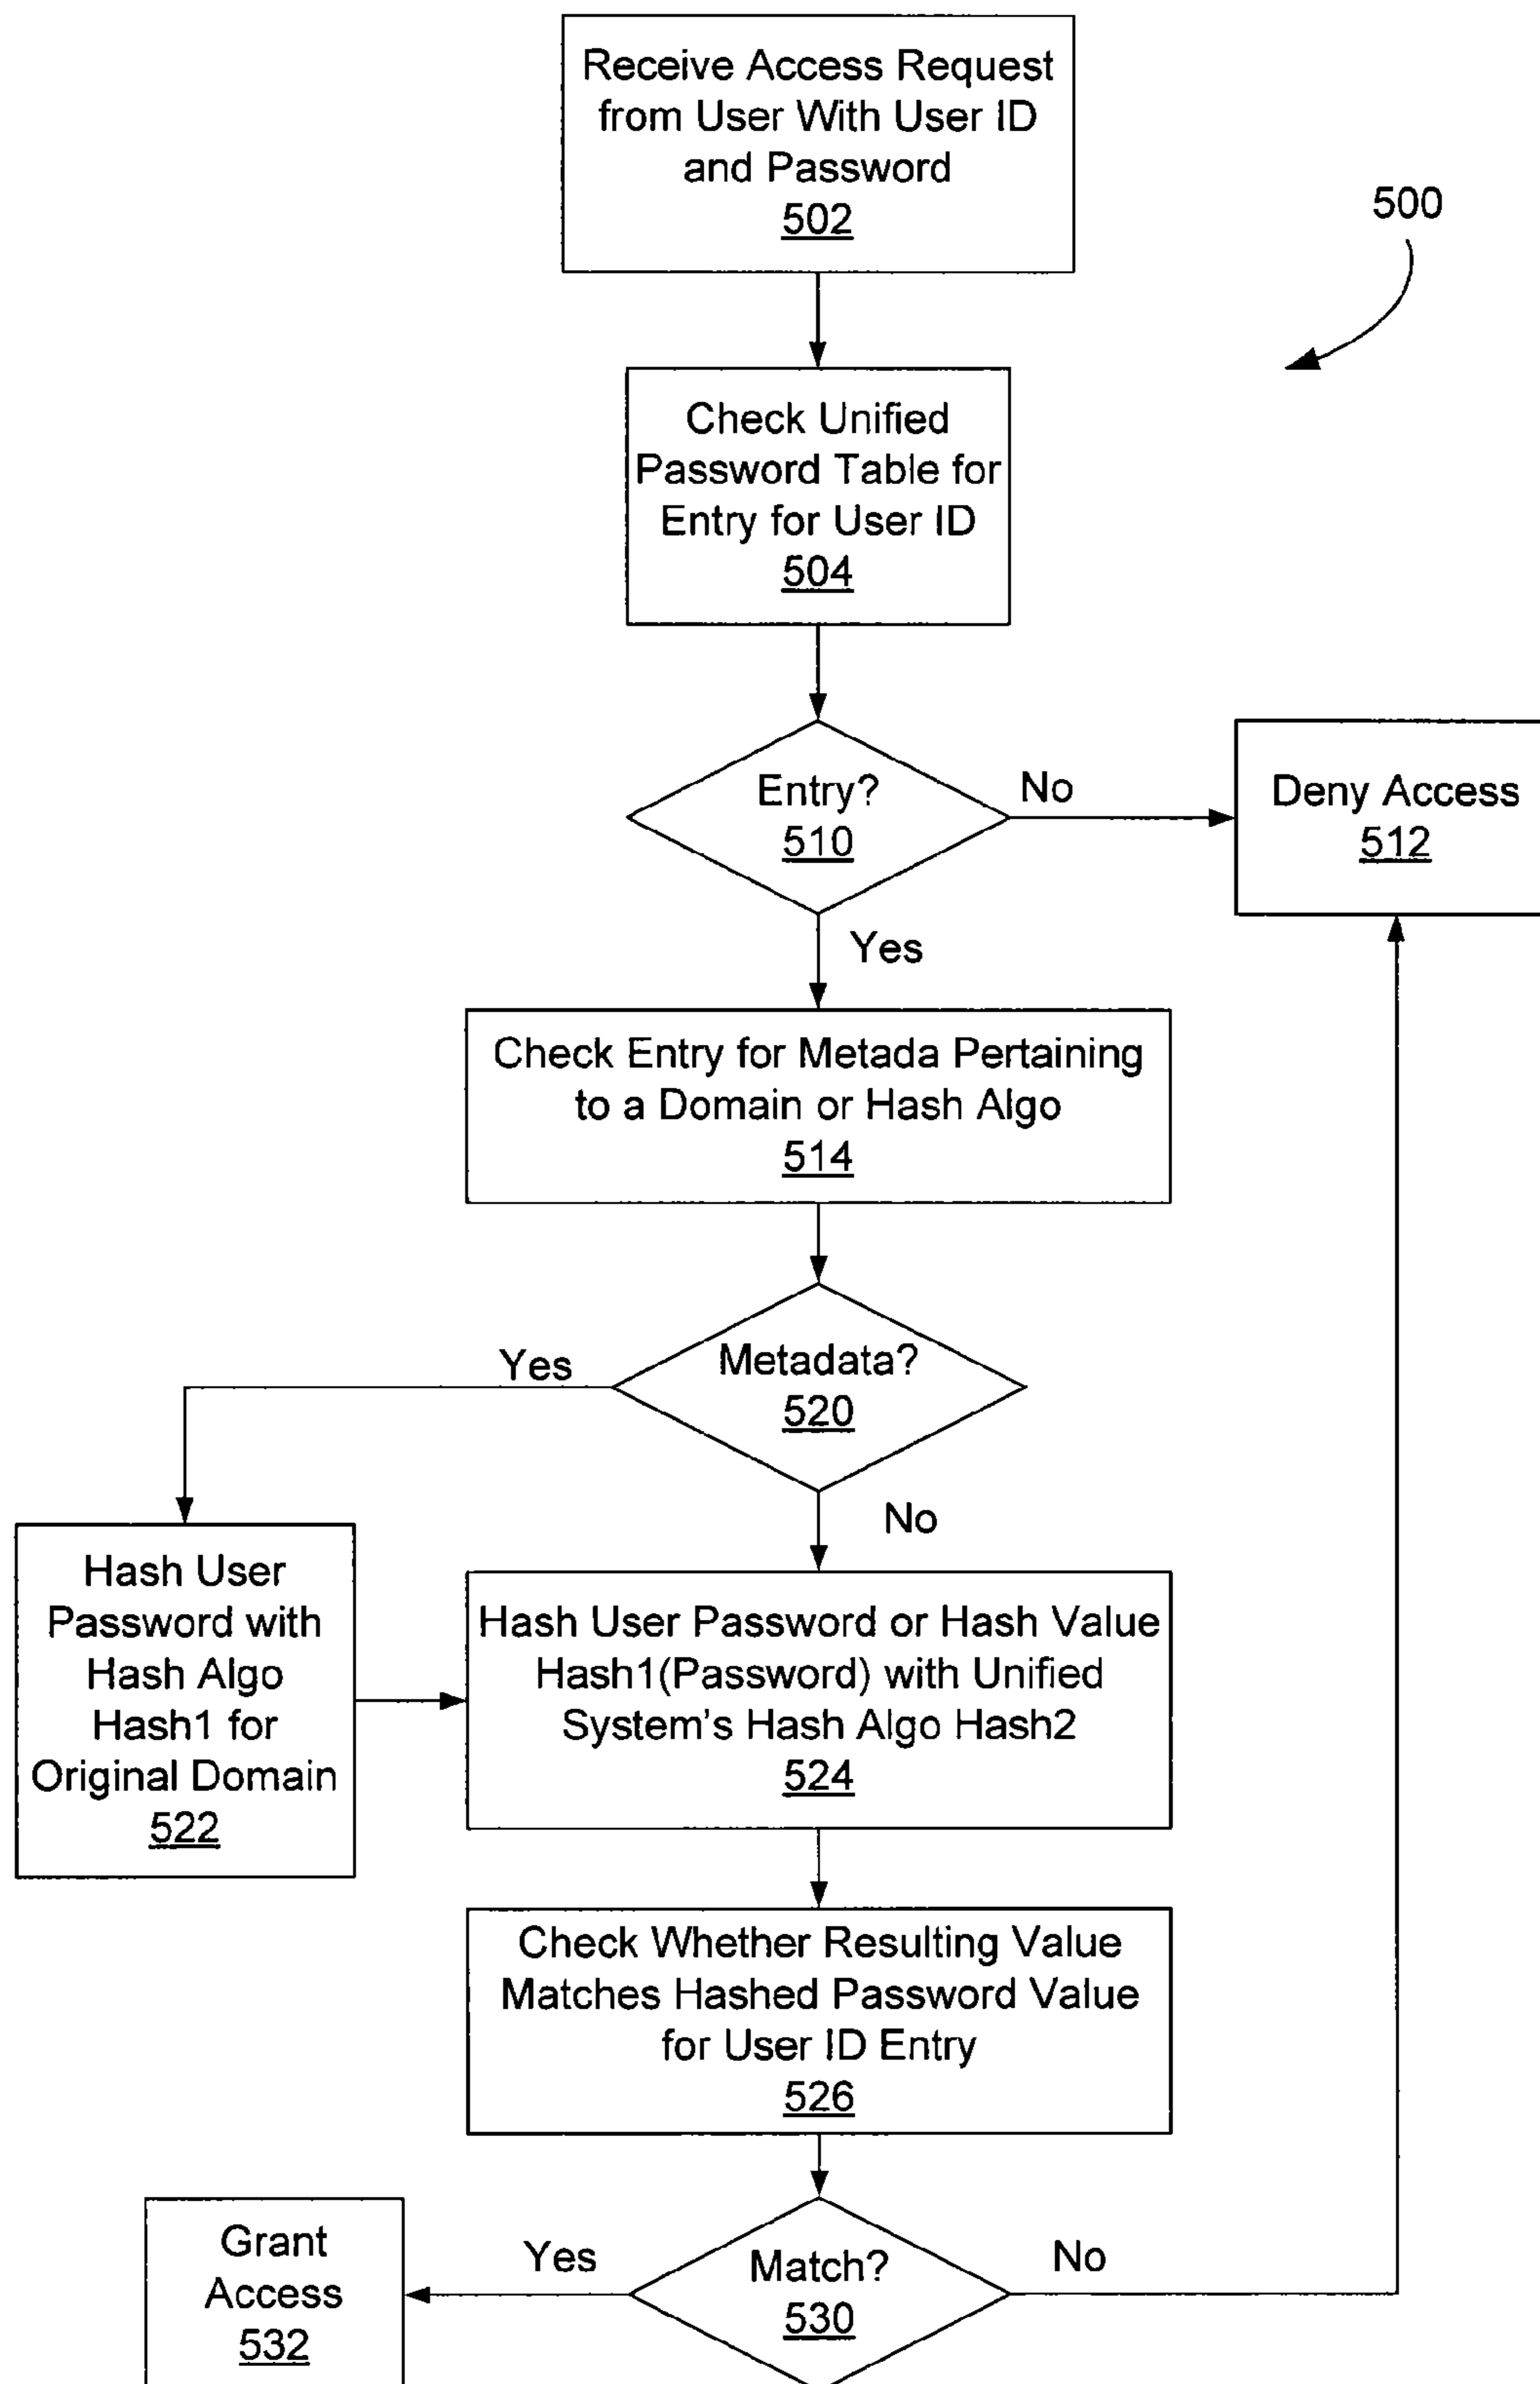 Receive Access Request
from User With User ID
and Password
502
500
Check Unified
Password Table for
Entry for User ID
504
Entry?
510
No
Deny Access
512
Yes
Check Entry for Metada Pertaining
to a Domain or Hash Algo
514
Yes
Metadata?
520
No
Hash User
Password with
Hash Algo
Hash1 for
Original Domain
522
Hash User Password or Hash Value
Hash1(Password) with Unified
System's Hash Algo Hash2
524
Check Whether Resulting Value
Matches Hashed Password Value
for User ID Entry
526
Grant
Access
532
Yes
Match?
530
No